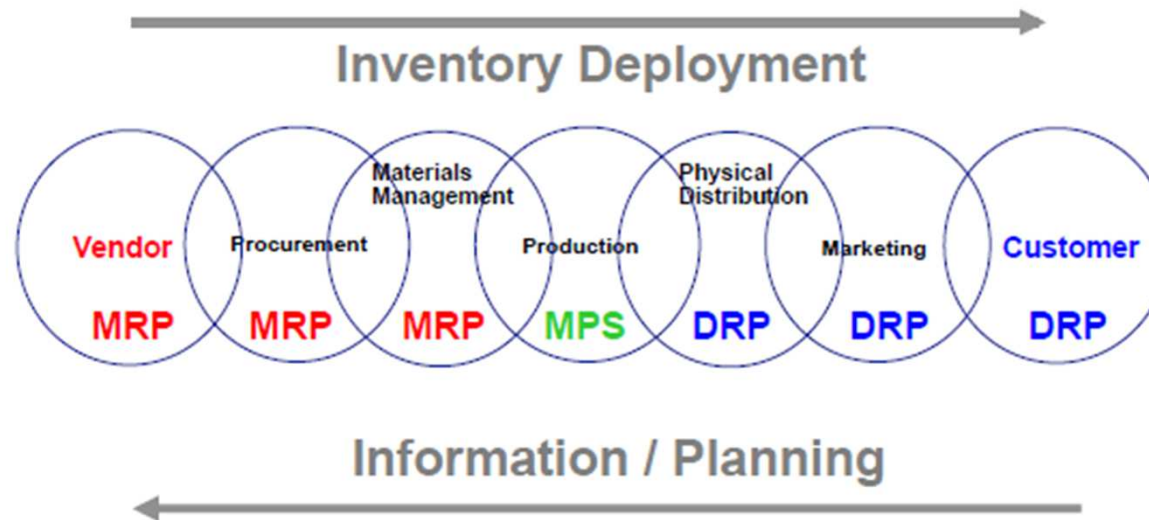 Inventory Deployment
Materials
Management
Physical
Distribution
Vendor
Procurement
Production
Marketing
Customer
MRP
MRP
MRP
MPS
DRP
DRP
DRP
Information / Planning